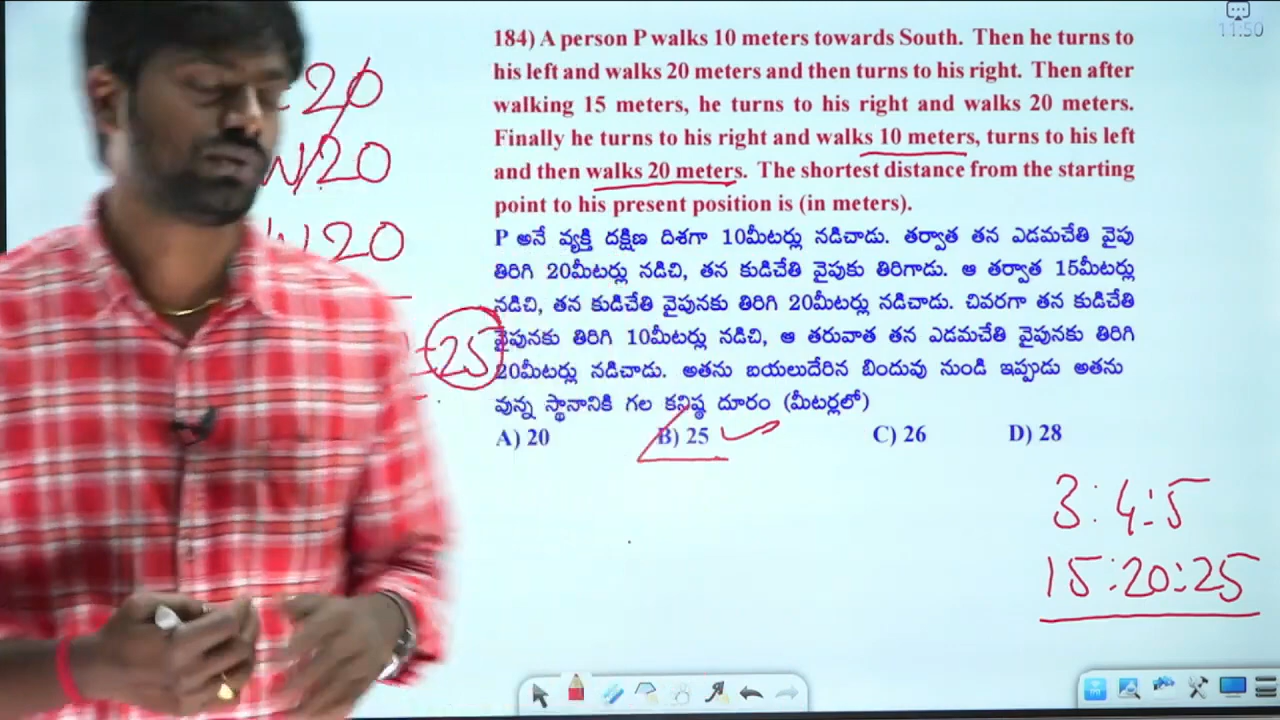 11:50
184) A person P walks 10 meters towards South. Then he turns to
his left and walks 20 meters and then turns to his right. Then after
walking 15 meters, he turns to his right and walks 20 meters.
Finally he turns to his right and walks 10 meters, turns to his left
and then walks 20 meters. The shortest distance from the starting
point to his present position is (in meters).
P అనే వ్యక్తి దక్షిణ దిశగా 10మీటర్లు నడిచాడు. తర్వాత తన ఎడమచేతి వైపు
తిరిగి 20మీటర్లు నడిచి, తన కుడిచేతి వైపుకు తిరిగాడు. ఆ తర్వాత 15మీటర్లు
నడిచి, తన కుడిచేతి వైపునకు తిరిగి 20మీటర్లు నడిచాడు. చివరగా తన కుడిచేతి
వైపునకు తిరిగి 10మీటర్లు నడిచి, ఆ తరువాత తన ఎడమచేతి వైపునకు తిరిగి
20మీటర్లు నడిచాడు. అతను బయలుదేరిన బిందువు నుండి ఇప్పుడు అతను
వున్న స్థానానికి గల కనిష్ఠ దూరం (మీటర్లలో)
A) 20 B) 25 C) 26 D) 28
20
W 20
W 20
25
3:4:5
15:20:25